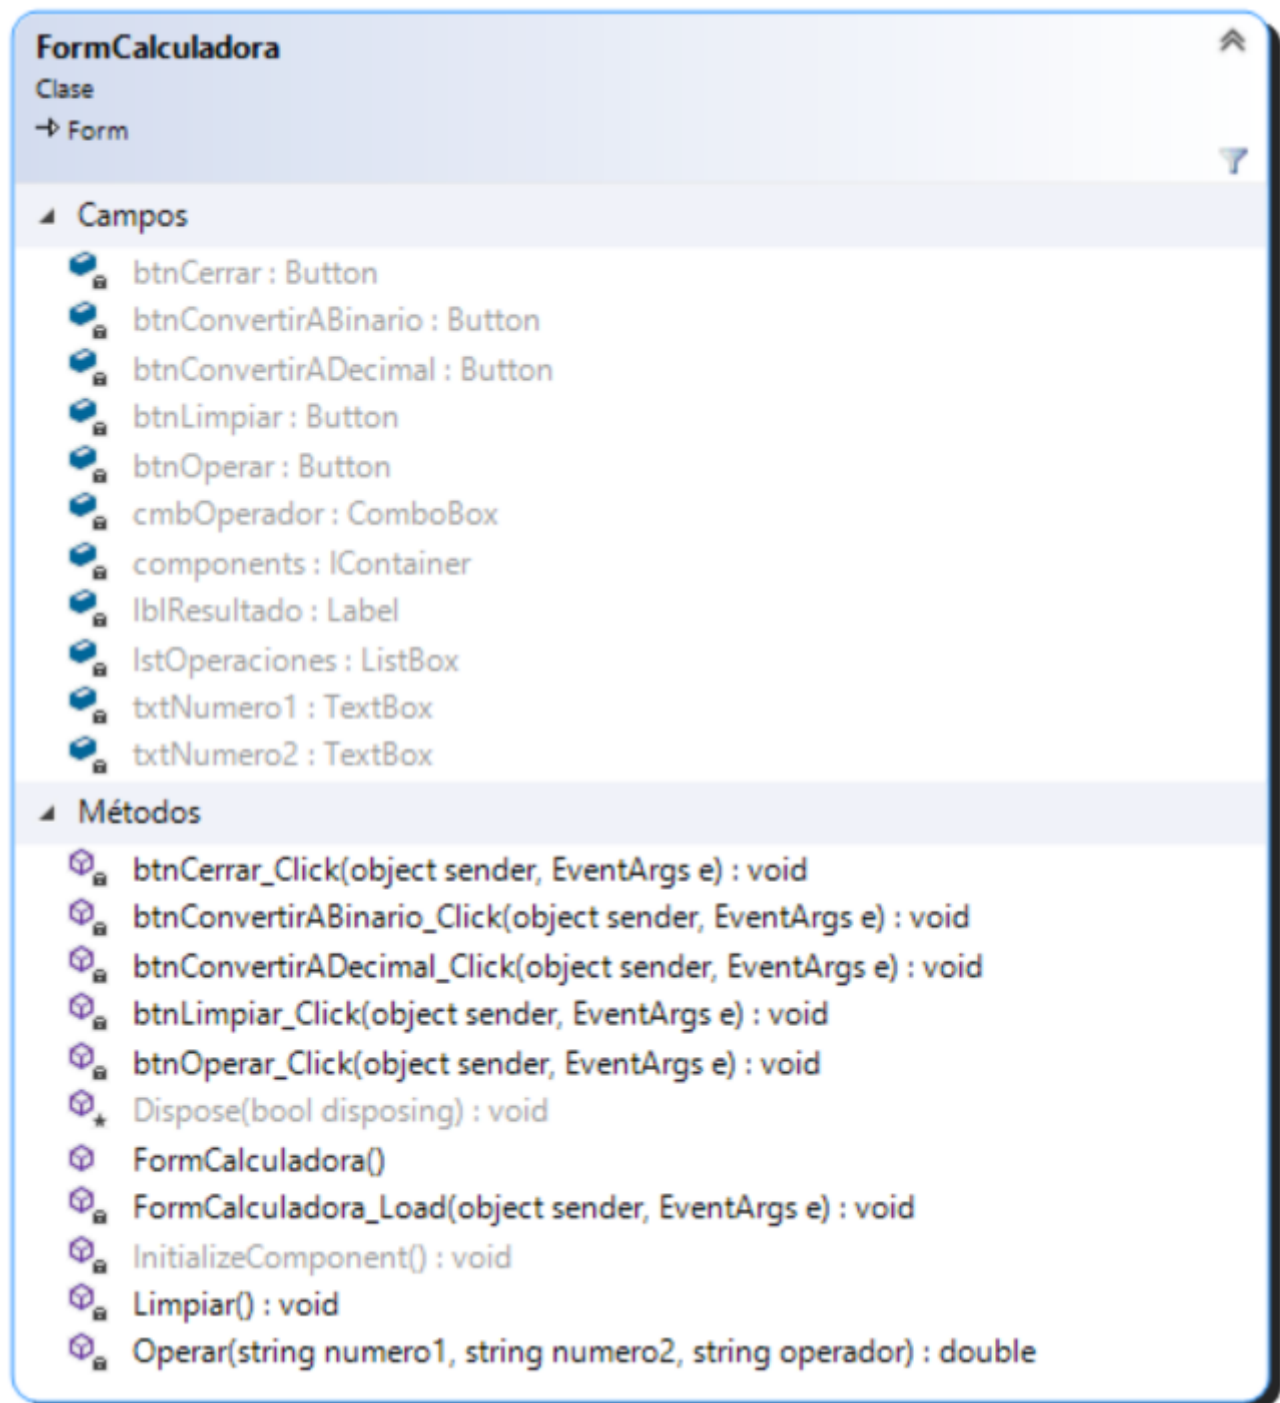 FormCalculadora
Clase
Form
Campos
btnCerrar : Button
btnConvertirABinario : Button
btnConvertirADecimal : Button
btnLimpiar : Button
btnOperar : Button
cmbOperador : ComboBox
components : IContainer
lblResultado : Label
lstOperaciones : ListBox
txtNumero1 : TextBox
txtNumero2 : TextBox
Métodos
btnCerrar_Click(object sender, EventArgs e) : void
btnConvertirABinario_Click(object sender, EventArgs e) : void
btnConvertirADecimal_Click(object sender, EventArgs e) : void
btnLimpiar_Click(object sender, EventArgs e) : void
btnOperar_Click(object sender, EventArgs e) : void
Dispose(bool disposing) : void
FormCalculadora()
FormCalculadora_Load(object sender, EventArgs e) : void
InitializeComponent() : void
Limpiar() : void
Operar(string numero1, string numero2, string operador) : double